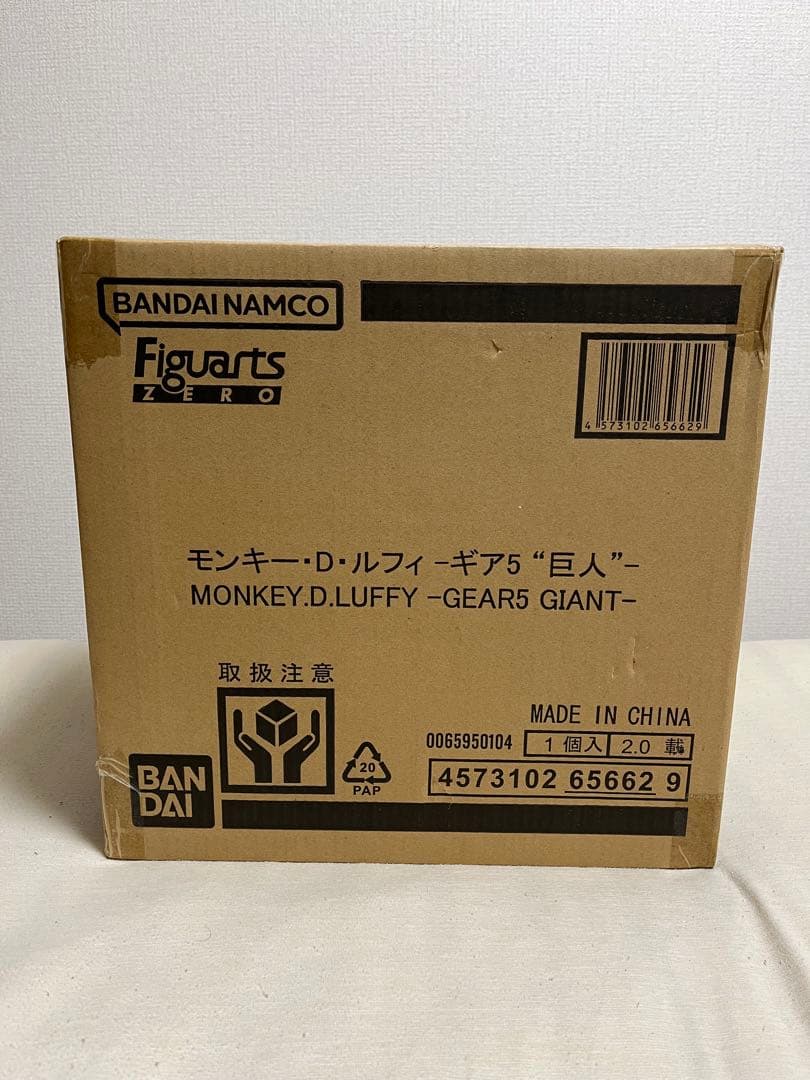 BANDAI NAMCO
Figuarts
ZERO
4 573102 656629
モンキー・D・ルフィ -ギア5 “巨人”-
MONKEY.D.LUFFY -GEAR5 GIANT-
取扱注意
MADE IN CHINA
0065950104 1個入 2.0 載
20
PAP
4573102 65662 9
BAN
DAI